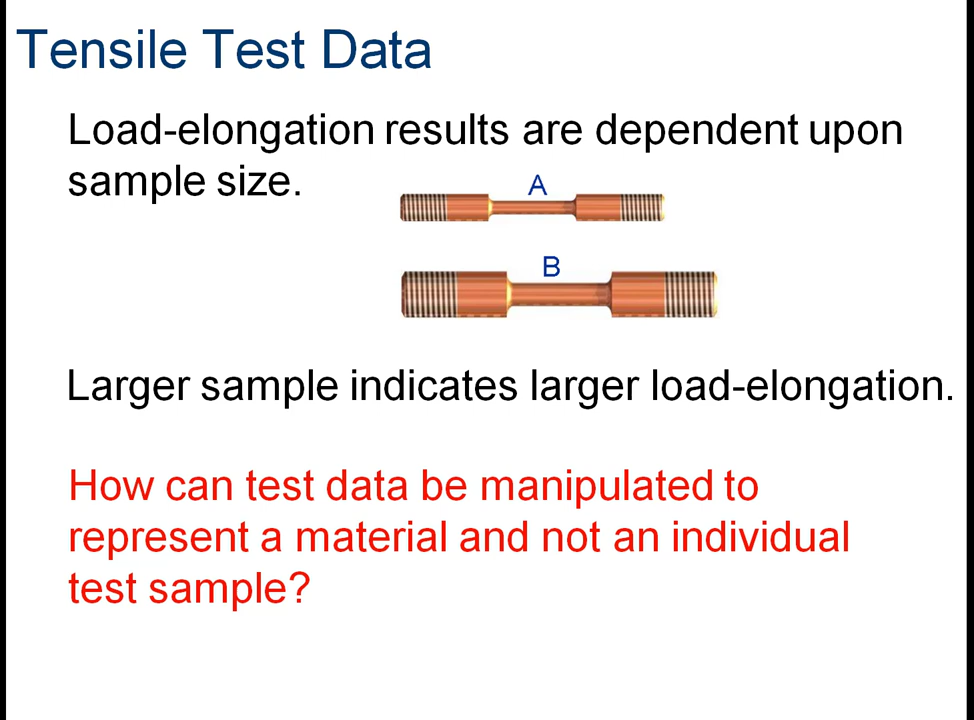 Tensile Test Data
Load-elongation results are dependent upon
sample size.
A
B
Larger sample indicates larger load-elongation.
How can test data be manipulated to
represent a material and not an individual
test sample?